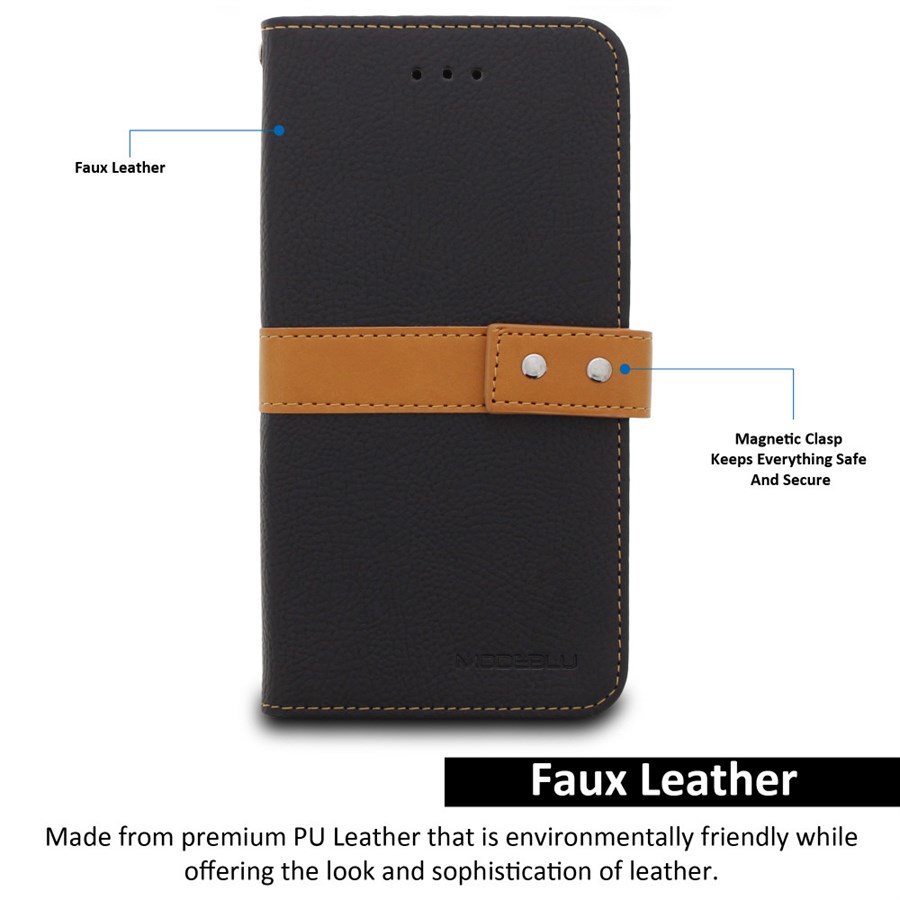 Faux Leather
Magnetic Clasp
Keeps Everything Safe
And Secure
MODEBLU
Faux Leather
Made from premium PU Leather that is environmentally friendly while
offering the look and sophistication of leather.